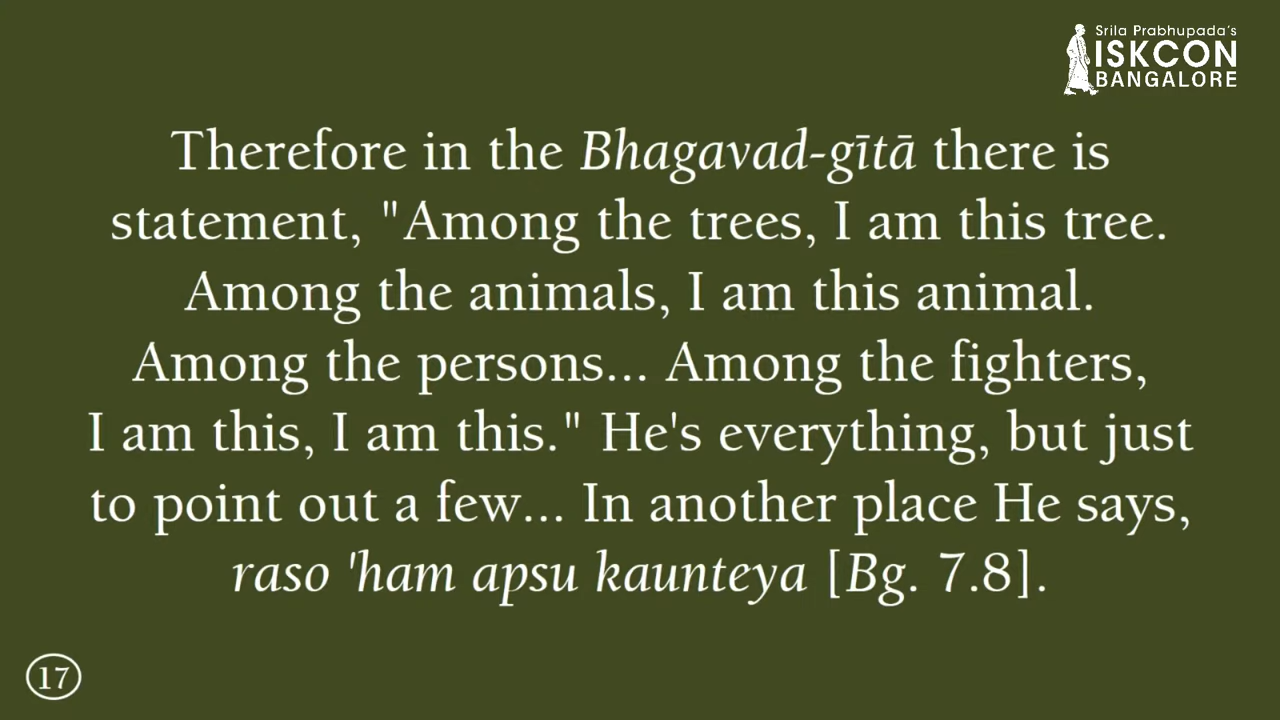 Srila Prabhupada's
ISKCON
BANGALORE
Therefore in the Bhagavad-gītā there is
statement, "Among the trees, I am this tree.
Among the animals, I am this animal.
Among the persons... Among the fighters,
I am this, I am this." He's everything, but just
to point out a few... In another place He says,
raso 'ham apsu kaunteya [Bg. 7.8].
17